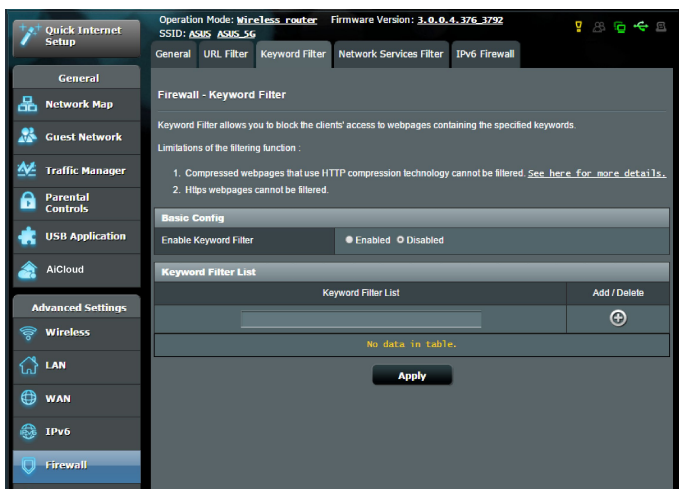 Quick Internet
Setup
Operation Mode: Wireless router Firmware Version: 3.0.0.4.376_3792
SSID: ASUS ASUS_5G
General URL Filter Keyword Filter Network Services Filter IPv6 Firewall
General
Network Map
Guest Network
Traffic Manager
Parental
Controls
USB Application
AiCloud
Advanced Settings
Wireless
LAN
WAN
IPv6
Firewall
Firewall - Keyword Filter
Keyword Filter allows you to block the clients' access to webpages containing the specified keywords.
Limitations of the filtering function :
1. Compressed webpages that use HTTP compression technology cannot be filtered. See here for more details.
2. Https webpages cannot be filtered.
Basic Config
Enable Keyword Filter Enabled Disabled
Keyword Filter List
Keyword Filter List Add / Delete
No data in table.
Apply